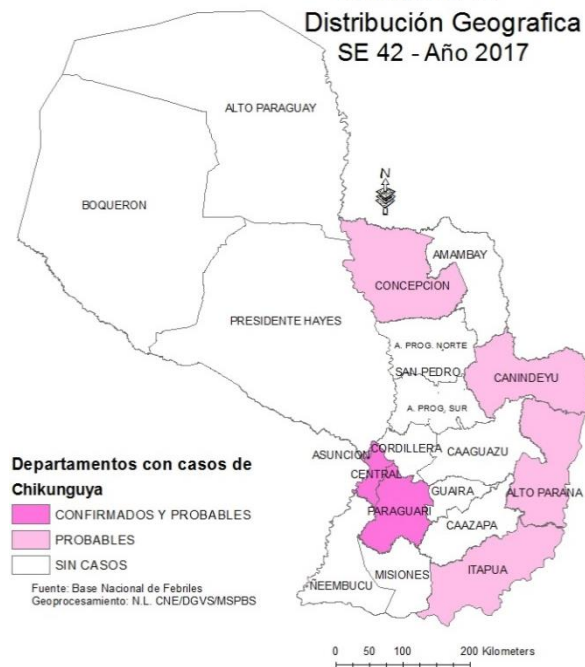 Distribución Geografica
SE 42 - Año 2017
ALTO PARAGUAY
BOQUERON
N
AMAMBAY
CONCEPCION
PRESIDENTE HAYES
A. PROG. NORTE
SAN PEDRO
CANINDEYU
A. PROG, SUR
ASUNCION
CORDILLERA
CAAGUAZU
CENTRAL
GUAIRA
ALTO PARANA
PARAGUARI
CAAZAPA
MISIONES
ITAPUA
ÑEEMBUCU
Departamentos con casos de
Chikunguya
CONFIRMADOS Y PROBABLES
PROBABLES
SIN CASOS
Fuente: Base Nacional de Febriles
Geoprocesamiento: N.L. CNE/DGVS/MSPBS
0 50 100 200 Kilometers